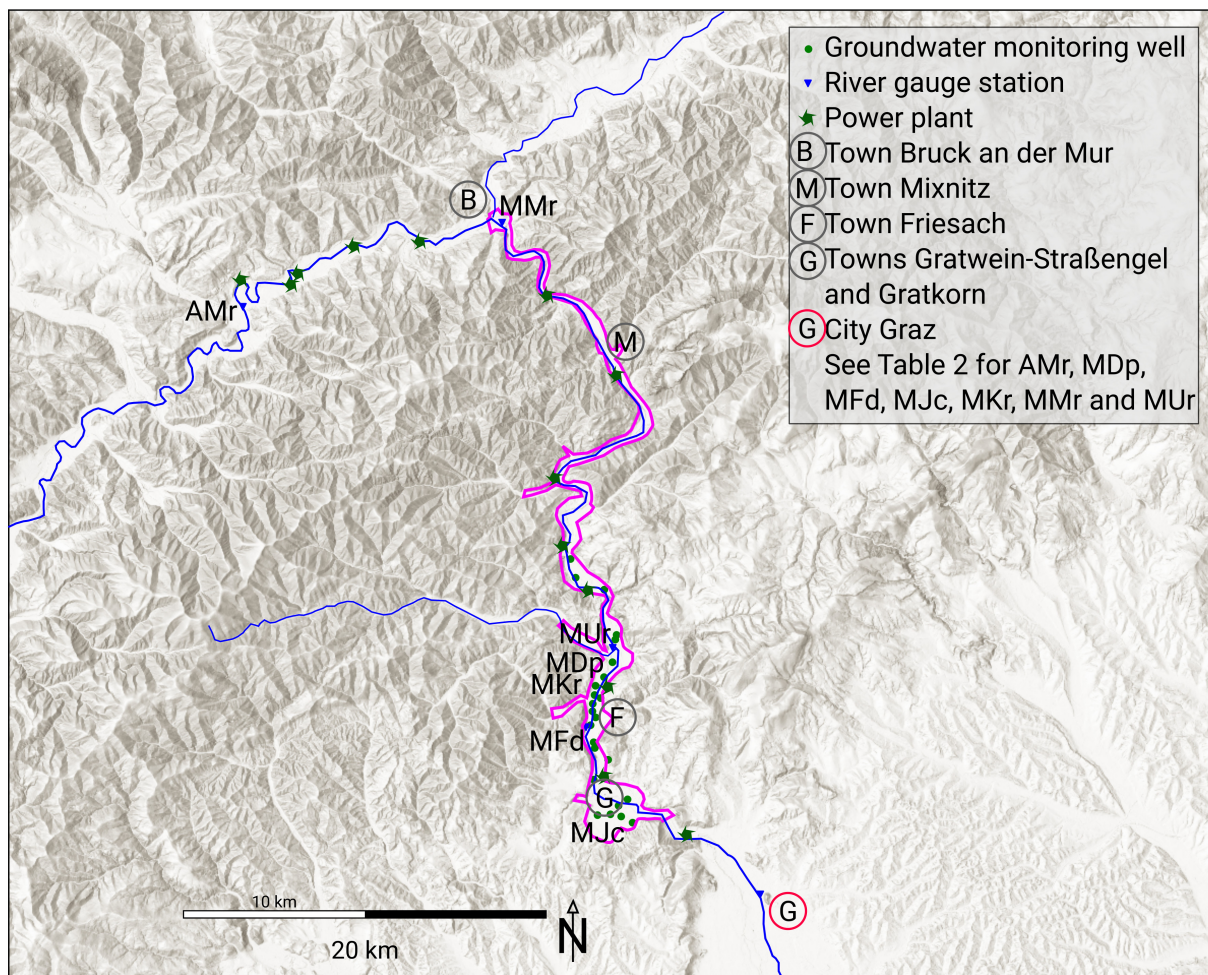 Groundwater monitoring well
River gauge station
Power plant
B Town Bruck an der Mur
M Town Mixnitz
F Town Friesach
G Towns Gratwein-Straßengel
and Gratkorn
G City Graz
See Table 2 for AMr, MDp,
MFd, MJc, MKr, MMr and MUr
B
MMr
AMr
M
MUr
MDp
MKr
F
MFd
G
MJc
G
10 km
20 km
N